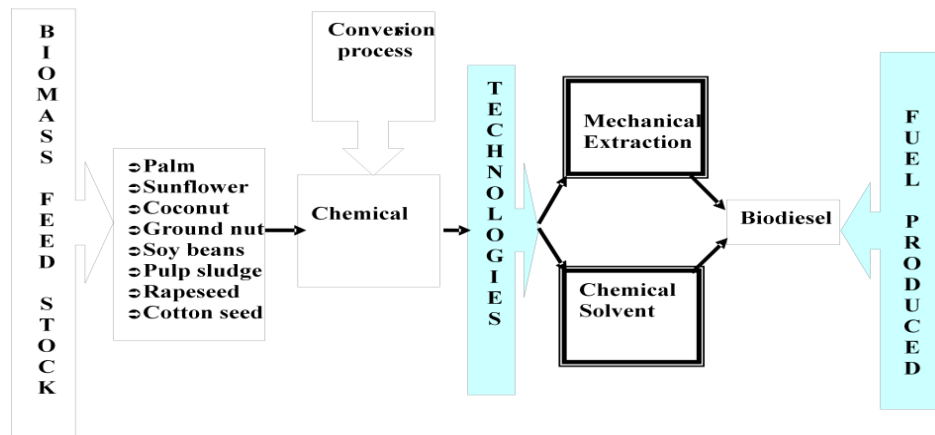 BIOMASS FEED STOCK
Conversion
process
Palm
Sunflower
Coconut
Ground nut
Soy beans
Pulp sludge
Rapeseed
Cotton seed
Chemical
TECHNOLOGIES
Mechanical
Extraction
Chemical
Solvent
Biodiesel
FUEL PRODUCED